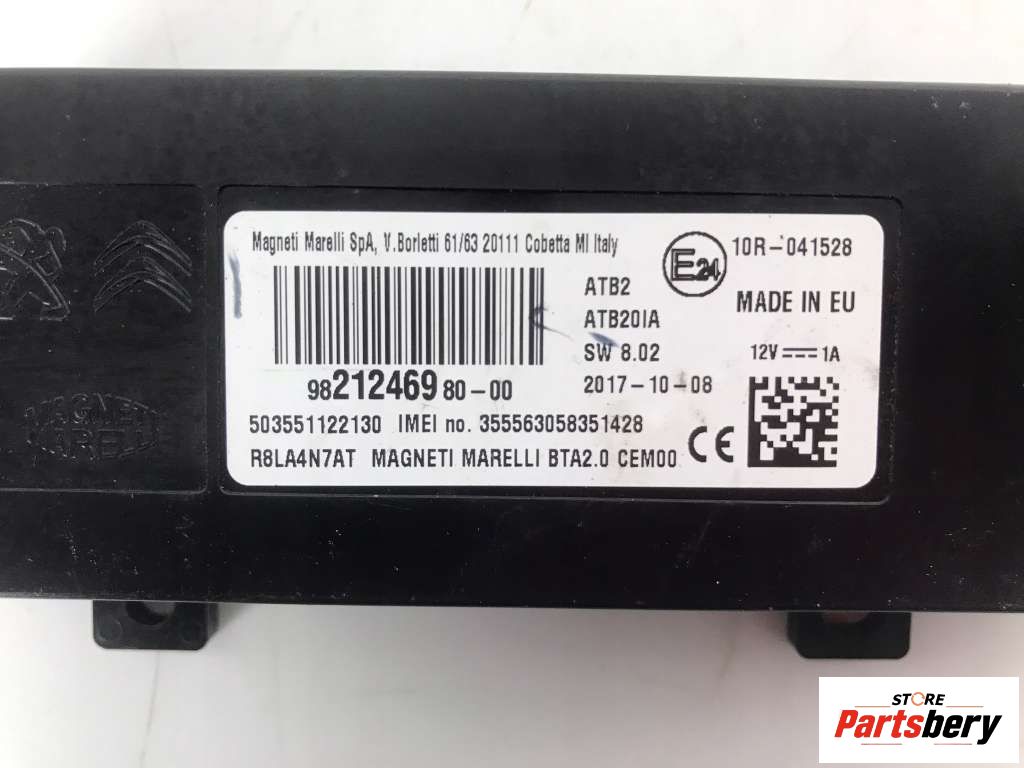 Magneti Marelli SpA, V.Borletti 61/63 20111 Cobetta MI Italy
E24
10R-041528
ATB2
MADE IN EU
ATB20IA
SW 8.02
12V 1A
9821246980-00
2017-10-08
503551122130 IMEI no. 355563058351428
CE
R8LA4N7AT MAGNETI MARELLI BTA2.0 CEM00
MAGNETI
MARELLI
STORE
Partsbery